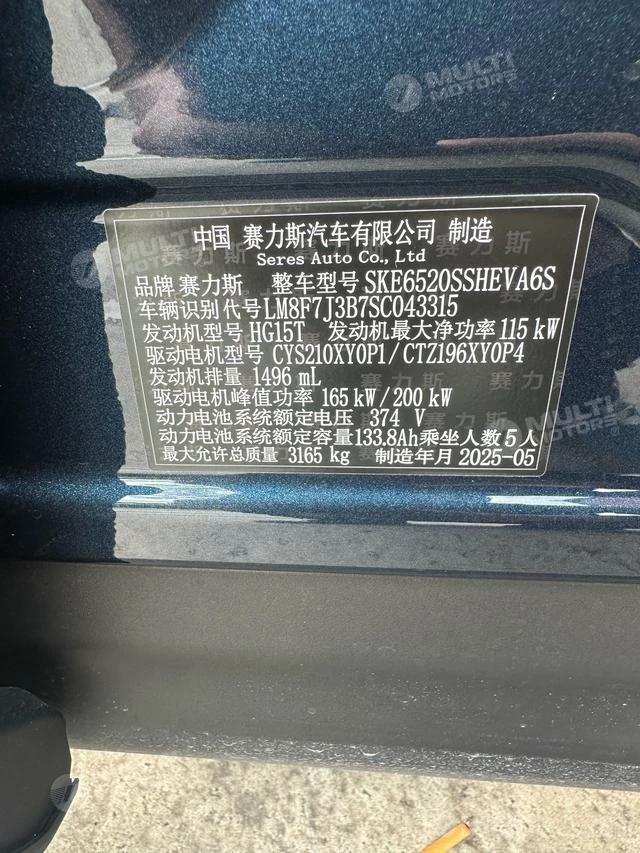 MULTI
MOTORS
中国 赛力斯汽车有限公司 制造
Seres Auto Co., Ltd
品牌 赛力斯 整车型号 SKE6520SSHEVA6S
车辆识别代号 LM8F7J3B7SC043315
发动机型号 HG15T 发动机最大净功率 115 kW
驱动电机型号 CYS210XY0P1/CTZ196XY0P4
发动机排量 1496 mL
驱动电机峰值功率 165 kW/200 kW
动力电池系统额定电压 374 V
动力电池系统额定容量 133.8Ah 乘坐人数 5 人
最大允许总质量 3165 kg 制造年月 2025-05